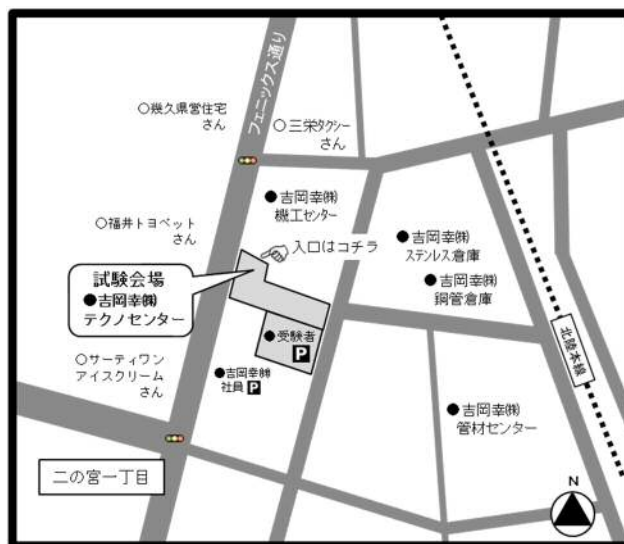 フェニックス通り
○幾久県営住宅
さん
○三栄タクシー
さん
●吉岡幸㈱
機工センター
○福井トヨペット
さん
入口はコチラ
●吉岡幸㈱
ステンレス倉庫
●吉岡幸㈱
銅管倉庫
試験会場
●吉岡幸㈱
テクノセンター
●受験者
P
○サーティワン
アイスクリーム
さん
●吉岡幸㈱
社員 P
北陸本線
●吉岡幸㈱
管材センター
二の宮一丁目
N